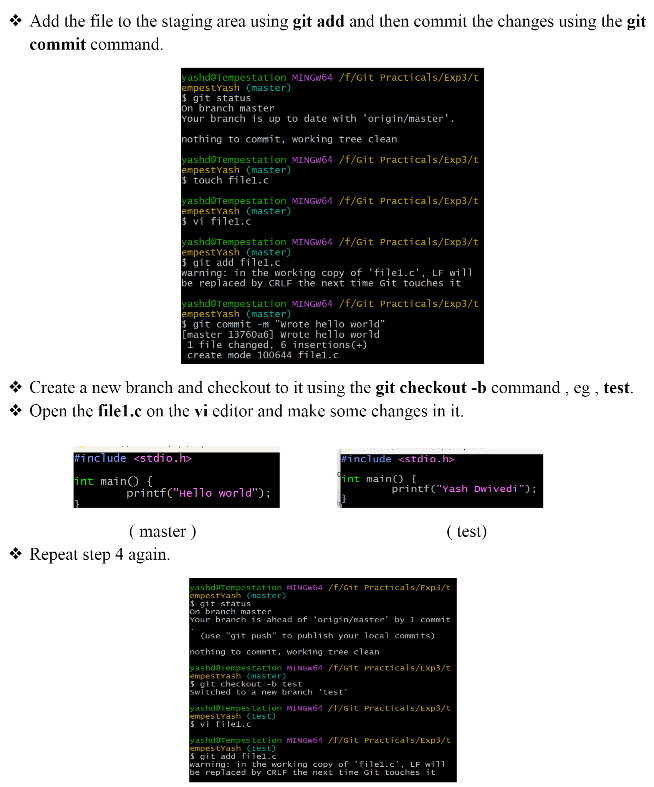 ❖ Add the file to the staging area using git add and then commit the changes using the git
commit command.
yashd@Tempestation MINGW64 /f/Git Practicals/Exp3/t
empestYash (master)
$ git status
On branch master
Your branch is up to date with 'origin/master'.
nothing to commit, working tree clean
yashd@Tempestation MINGW64 /f/Git Practicals/Exp3/t
empestYash (master)
$ touch file1.c
yashd@Tempestation MINGW64 /f/Git Practicals/Exp3/t
empestYash (master)
$ vi file1.c
yashd@Tempestation MINGW64 /f/Git Practicals/Exp3/t
empestYash (master)
$ git add file1.c
warning: in the working copy of 'file1.c', LF will
be replaced by CRLF the next time Git touches it
yashd@Tempestation MINGW64 /f/Git Practicals/Exp3/t
empestYash (master)
$ git commit -m "Wrote hello world"
[master 13760a6] Wrote hello world
1 file changed, 6 insertions(+)
create mode 100644 file1.c
❖ Create a new branch and checkout to it using the git checkout -b command , eg , test.
❖ Open the file1.c on the vi editor and make some changes in it.
#include <stdio.h>
int main() {
printf("Hello world");
}
#include <stdio.h>
int main() {
printf("Yash Dwivedi");
}
( master )
( test)
❖ Repeat step 4 again.
yashd@Tempestation MINGW64 /f/Git Practicals/Exp3/t
empestYash (master)
$ git status
On branch master
Your branch is ahead of 'origin/master' by 1 commit
.
(use "git push" to publish your local commits)
nothing to commit, working tree clean
yashd@Tempestation MINGW64 /f/Git Practicals/Exp3/t
empestYash (master)
$ git checkout -b test
Switched to a new branch 'test'
yashd@Tempestation MINGW64 /f/Git Practicals/Exp3/t
empestYash (test)
$ vi file1.c
yashd@Tempestation MINGW64 /f/Git Practicals/Exp3/t
empestYash (test)
$ git add file1.c
warning: in the working copy of 'file1.c', LF will
be replaced by CRLF the next time Git touches it